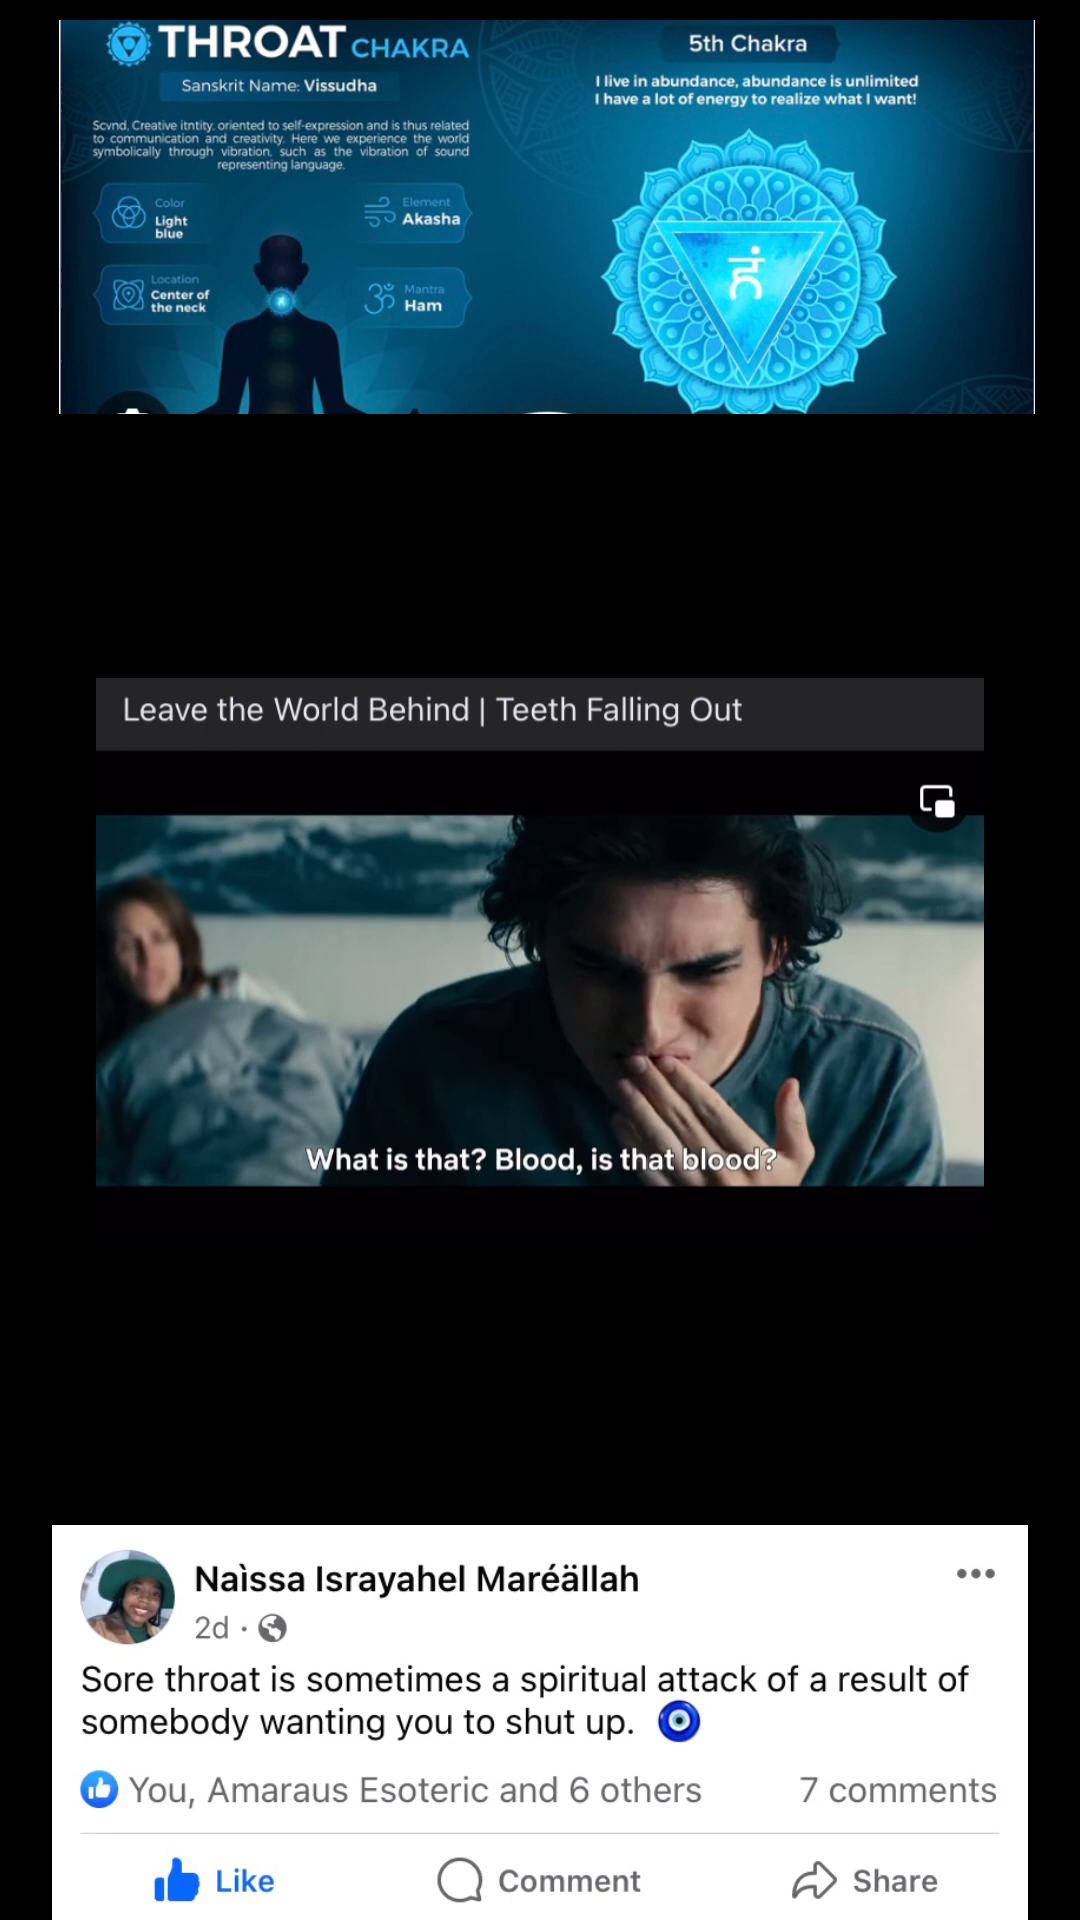 THROAT CHAKRA
Sanskrit Name: Vissudha
Scvnd, Creative itntity, oriented to self-expression and is thus related
to communication and creativity. Here we experience the world
symbolically through vibration, such as the vibration of sound
representing language.
Color
Light
blue
Element
Akasha
Location
Center of
the neck
ॐ
Mantra
Ham
5th Chakra
I live in abundance, abundance is unlimited
I have a lot of energy to realize what I want!
हं
Leave the World Behind | Teeth Falling Out
What is that? Blood, is that blood?
Naìssa Israyahel Maréällah
2d ·
Sore throat is sometimes a spiritual attack of a result of
somebody wanting you to shut up. 🧿
You, Amaraus Esoteric and 6 others
7 comments
Like
Comment
Share